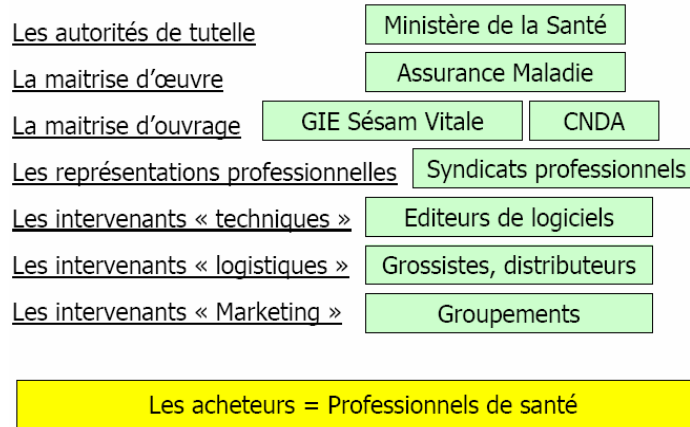 Les autorités de tutelle Ministère de la Santé
La maitrise d'œuvre Assurance Maladie
La maitrise d'ouvrage GIE Sésam Vitale CNDA
Les représentations professionnelles Syndicats professionnels
Les intervenants « techniques » Editeurs de logiciels
Les intervenants « logistiques » Grossistes, distributeurs
Les intervenants « Marketing » Groupements
Les acheteurs = Professionnels de santé